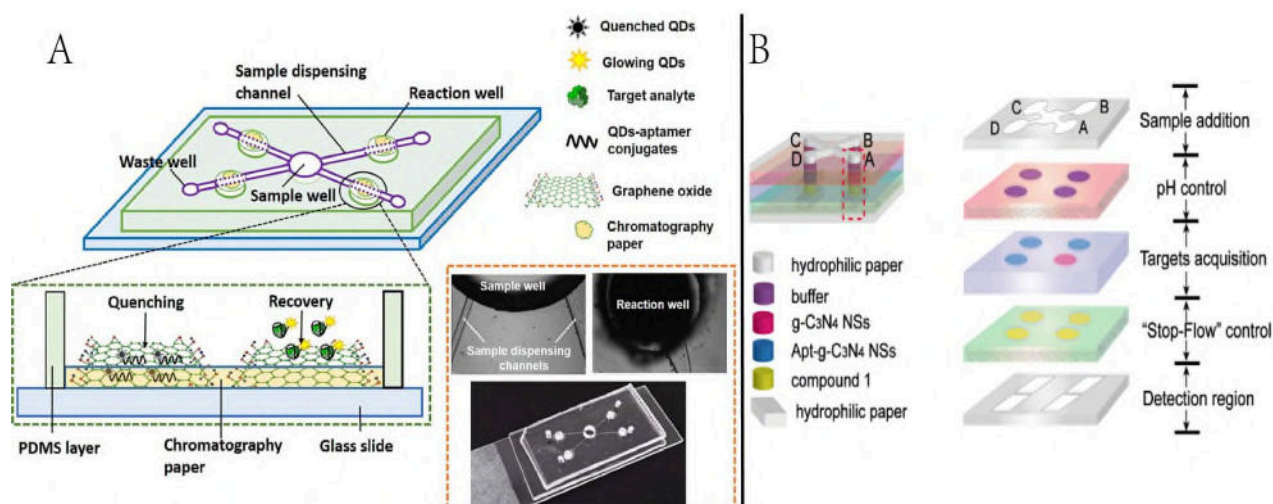 A
Sample dispensing
channel
Reaction well
Waste well
Sample well
Quenched QDs
Glowing QDs
Target analyte
QDs-aptamer
conjugates
Graphene oxide
Chromatography
paper
Quenching
Recovery
PDMS layer
Chromatography
paper
Glass slide
Sample well
Sample dispensing
channels
Reaction well
B
C
B
D
A
hydrophilic paper
buffer
g-C3N4 NSs
Apt-g-C3N4 NSs
compound 1
hydrophilic paper
C
B
D
A
Sample addition
pH control
Targets acquisition
“Stop-Flow” control
Detection region